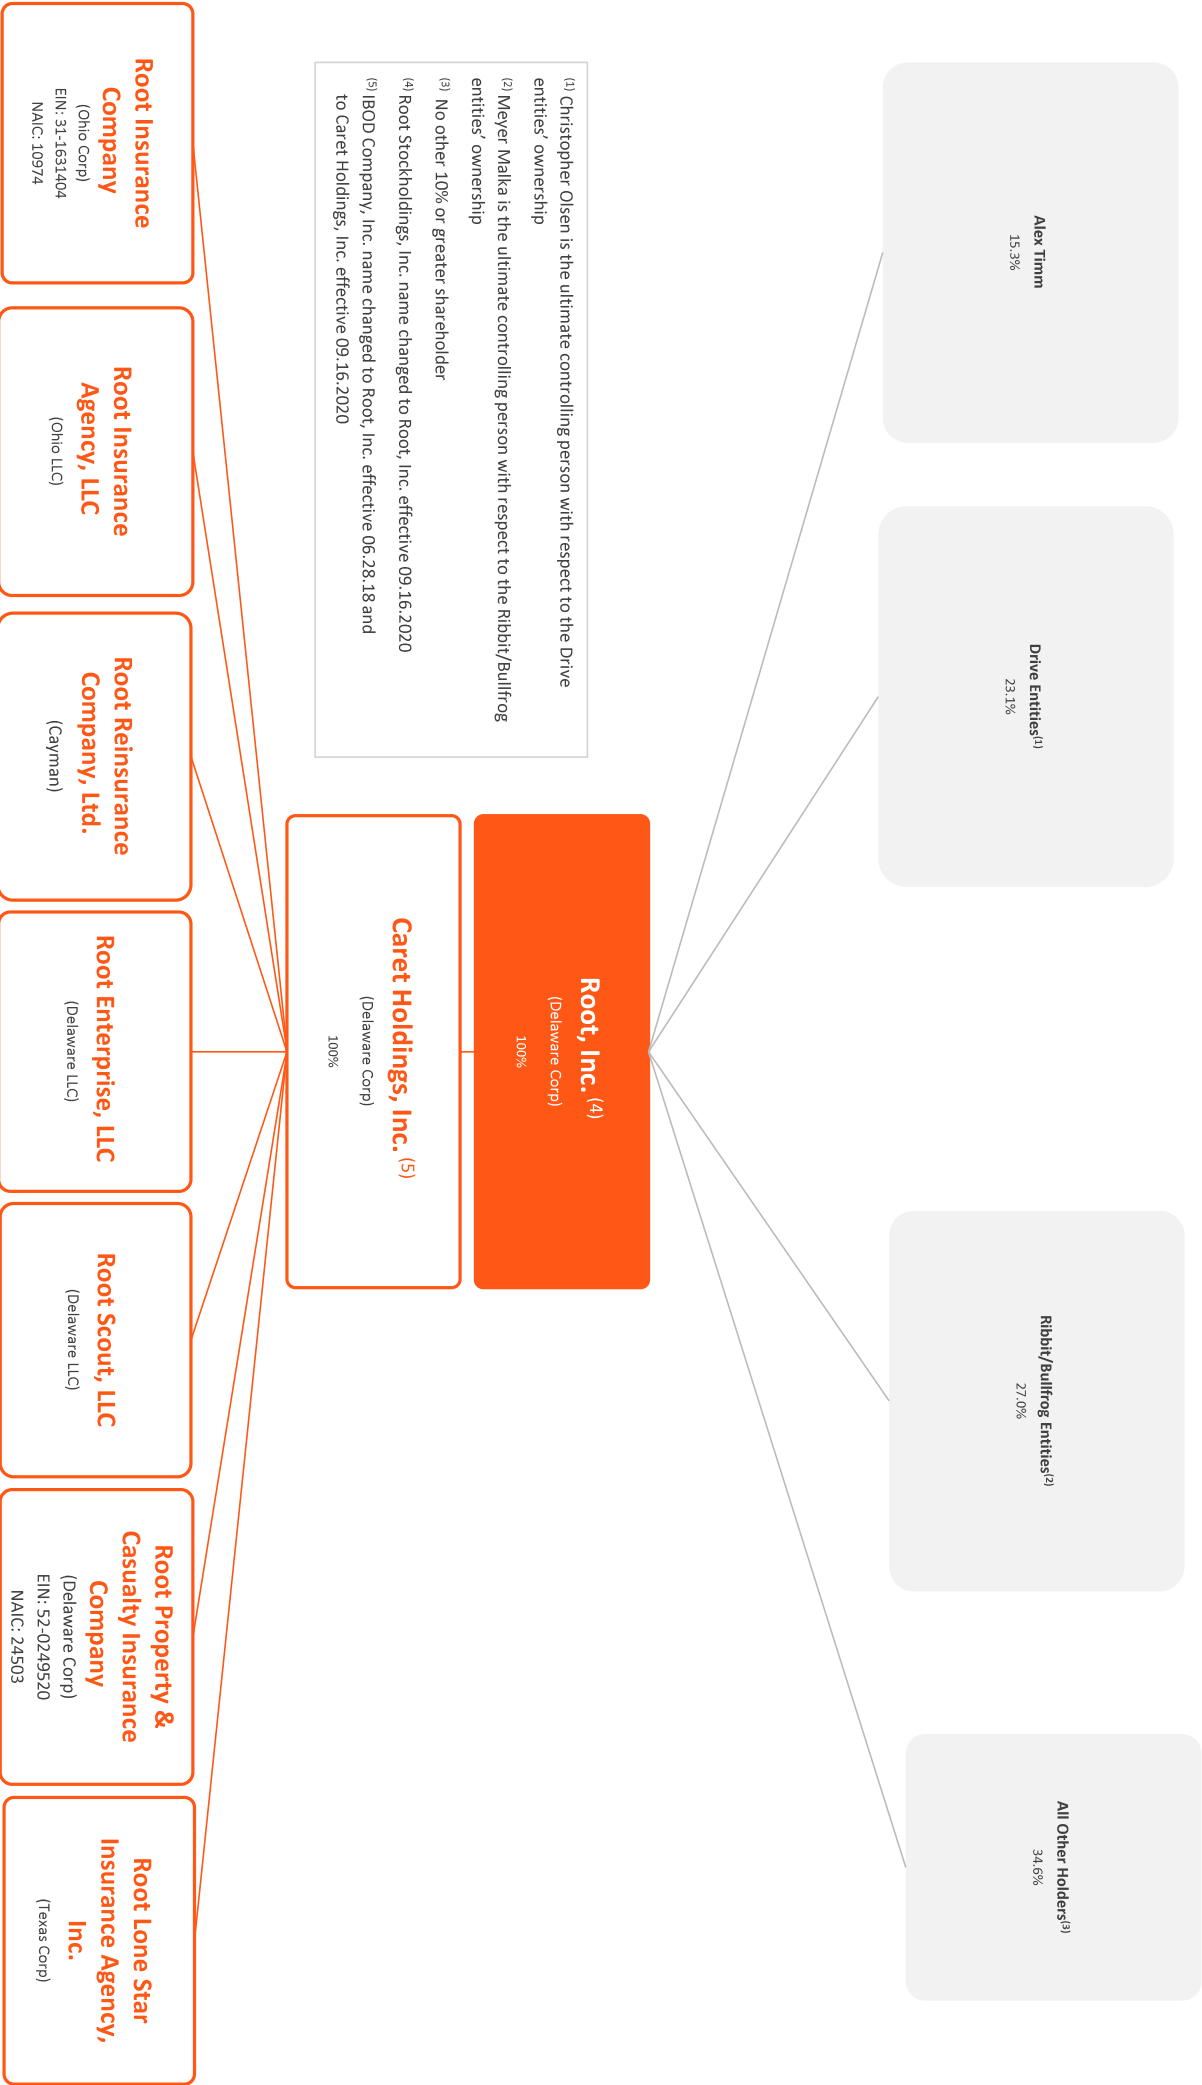 Alex Timm
15.3%
Drive Entities(1)
23.1%
Ribbit/Bullfrog Entities(2)
27.0%
All Other Holders(3)
34.6%
(1) Christopher Olsen is the ultimate controlling person with respect to the Drive
entities’ ownership
(2) Meyer Malka is the ultimate controlling person with respect to the Ribbit/Bullfrog
entities’ ownership
(3) No other 10% or greater shareholder
(4) Root Stockholdings, Inc. name changed to Root, Inc. effective 09.16.2020
(5) IBOD Company, Inc. name changed to Root, Inc. effective 06.28.18 and
to Caret Holdings, Inc. effective 09.16.2020
Root, Inc. (4)
(Delaware Corp)
100%
Caret Holdings, Inc. (5)
(Delaware Corp)
100%
Root Insurance
Company
(Ohio Corp)
EIN: 31-1631404
NAIC: 10974
Root Insurance
Agency, LLC
(Ohio LLC)
Root Reinsurance
Company, Ltd.
(Cayman)
Root Enterprise, LLC
(Delaware LLC)
Root Scout, LLC
(Delaware LLC)
Root Property &
Casualty Insurance
Company
(Delaware Corp)
EIN: 52-0249520
NAIC: 24503
Root Lone Star
Insurance Agency,
Inc.
(Texas Corp)